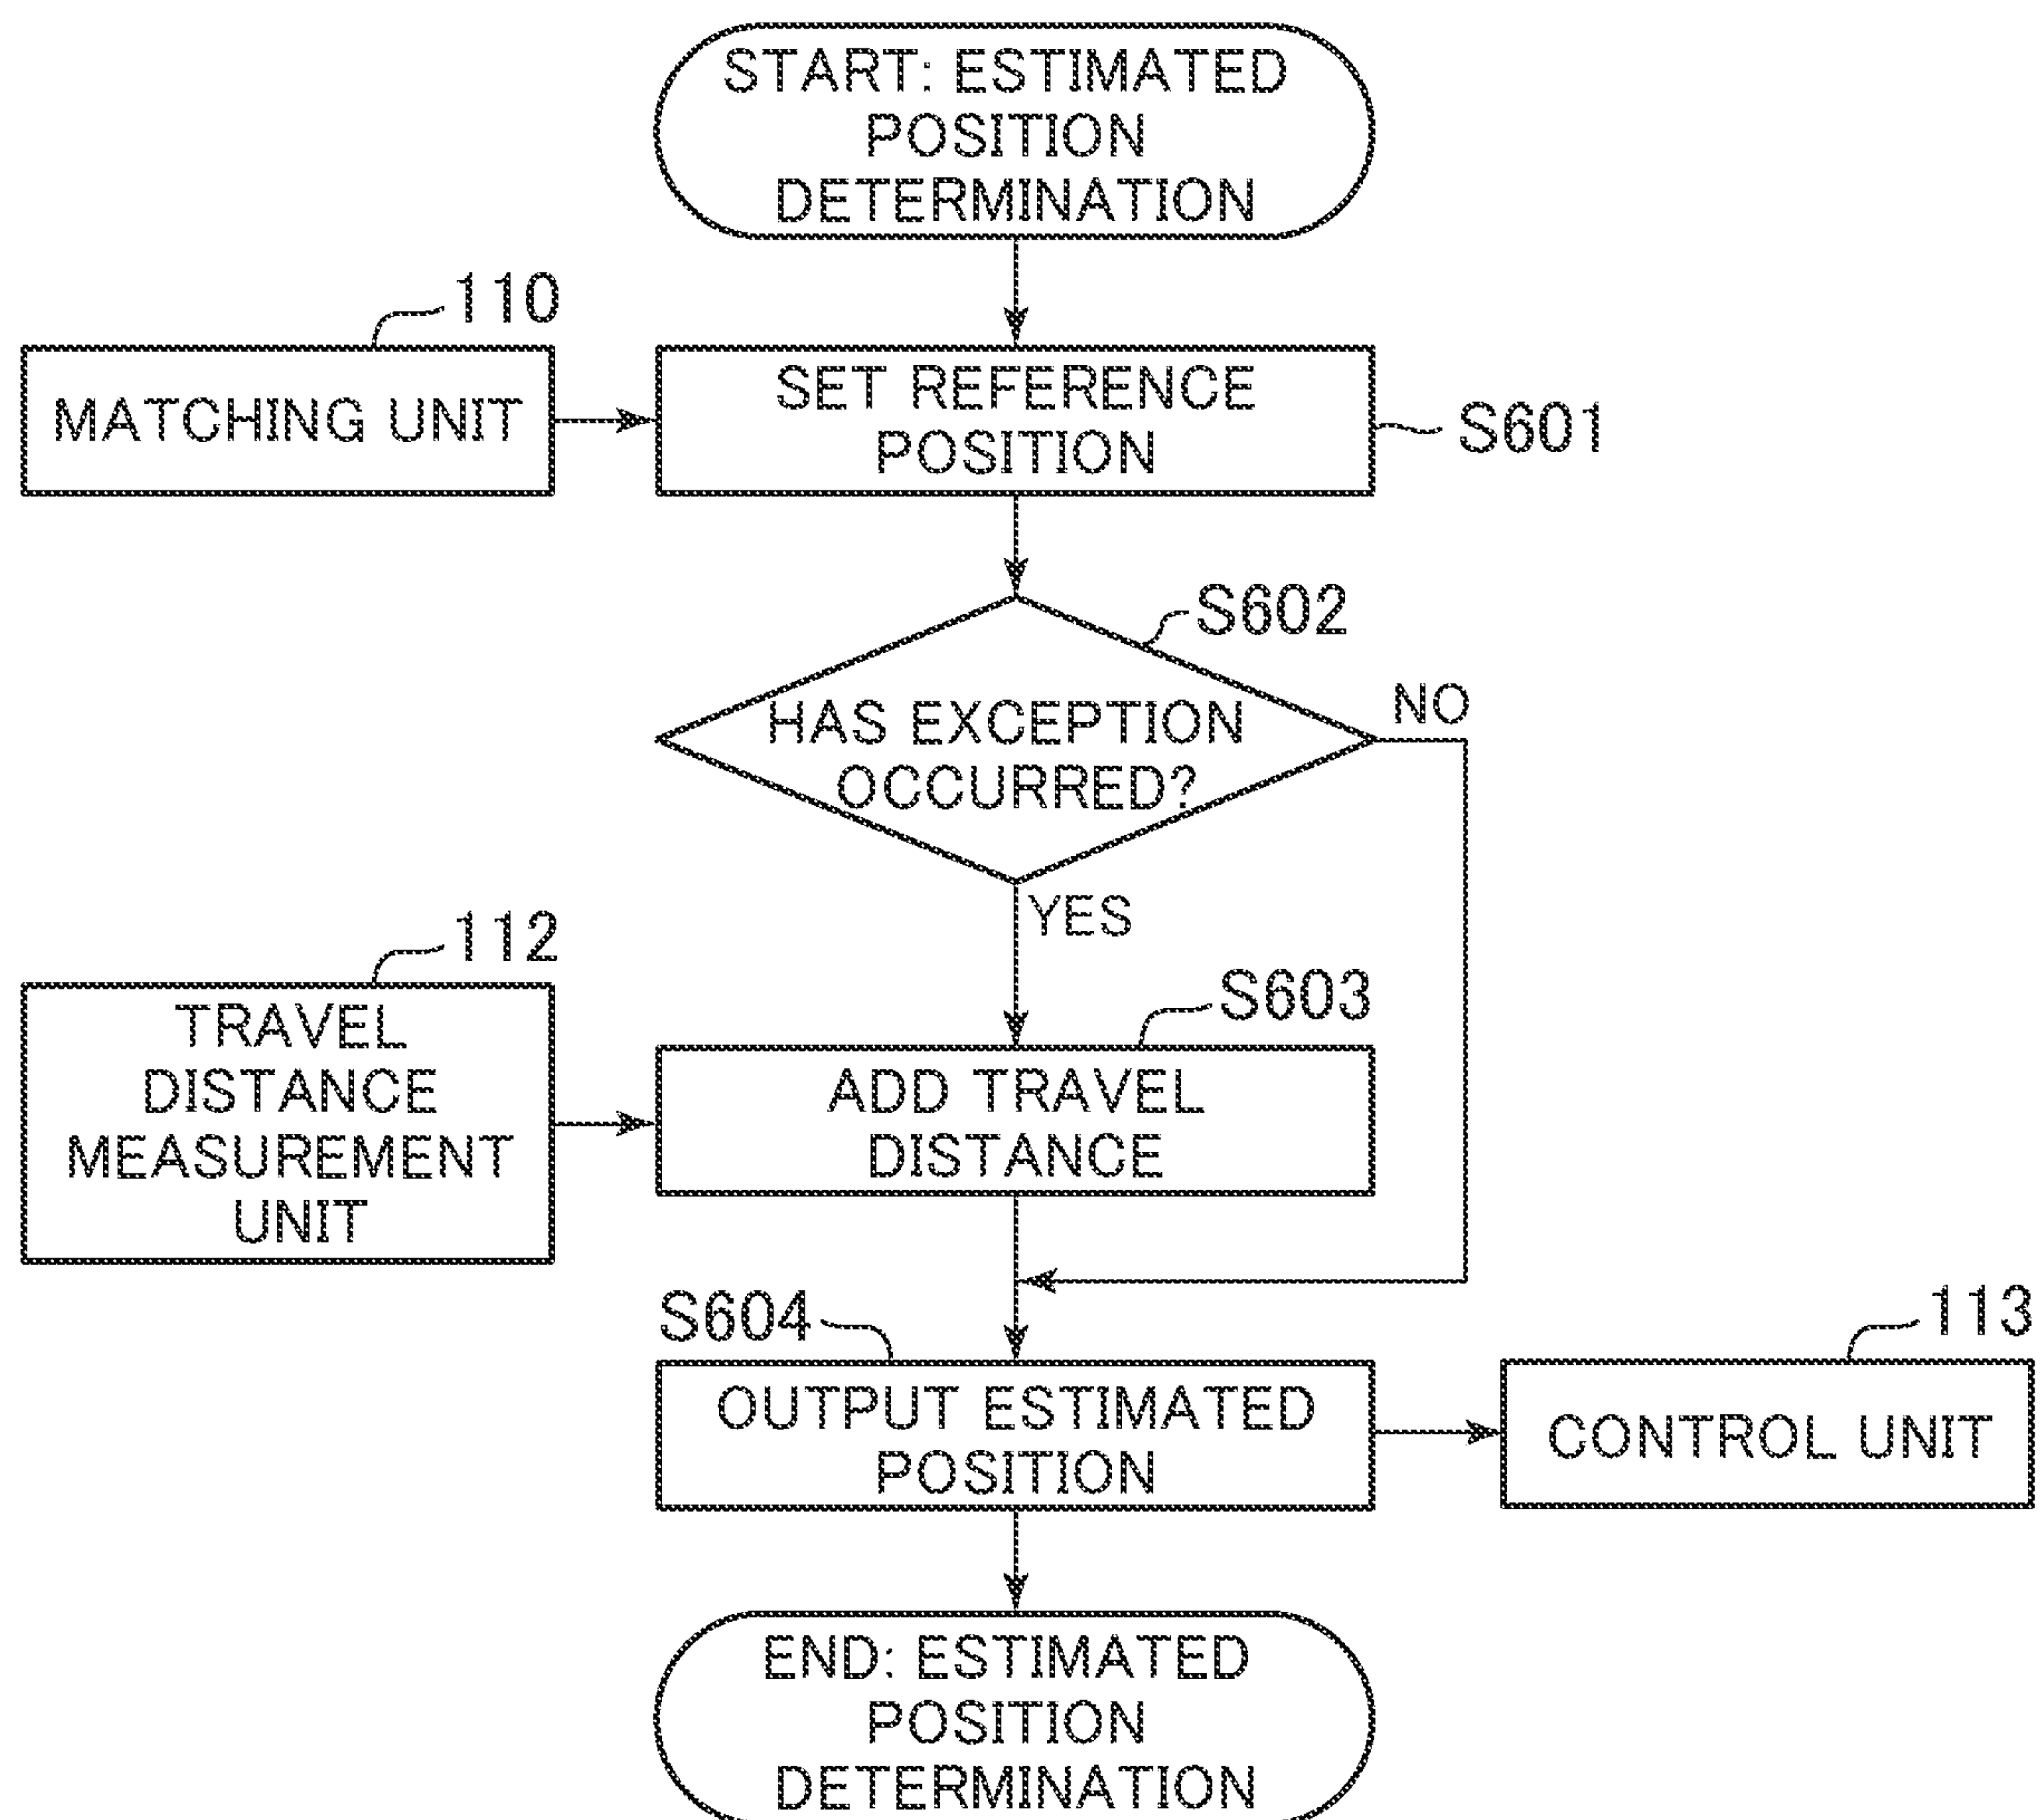 START: ESTIMATED
POSITION
DETERMINATION
110
MATCHING UNIT
SET REFERENCE
POSITION
S601
S602
HAS EXCEPTION
OCCURRED?
NO
YES
112
TRAVEL
DISTANCE
MEASUREMENT
UNIT
S603
ADD TRAVEL
DISTANCE
S604
OUTPUT ESTIMATED
POSITION
113
CONTROL UNIT
END: ESTIMATED
POSITION
DETERMINATION